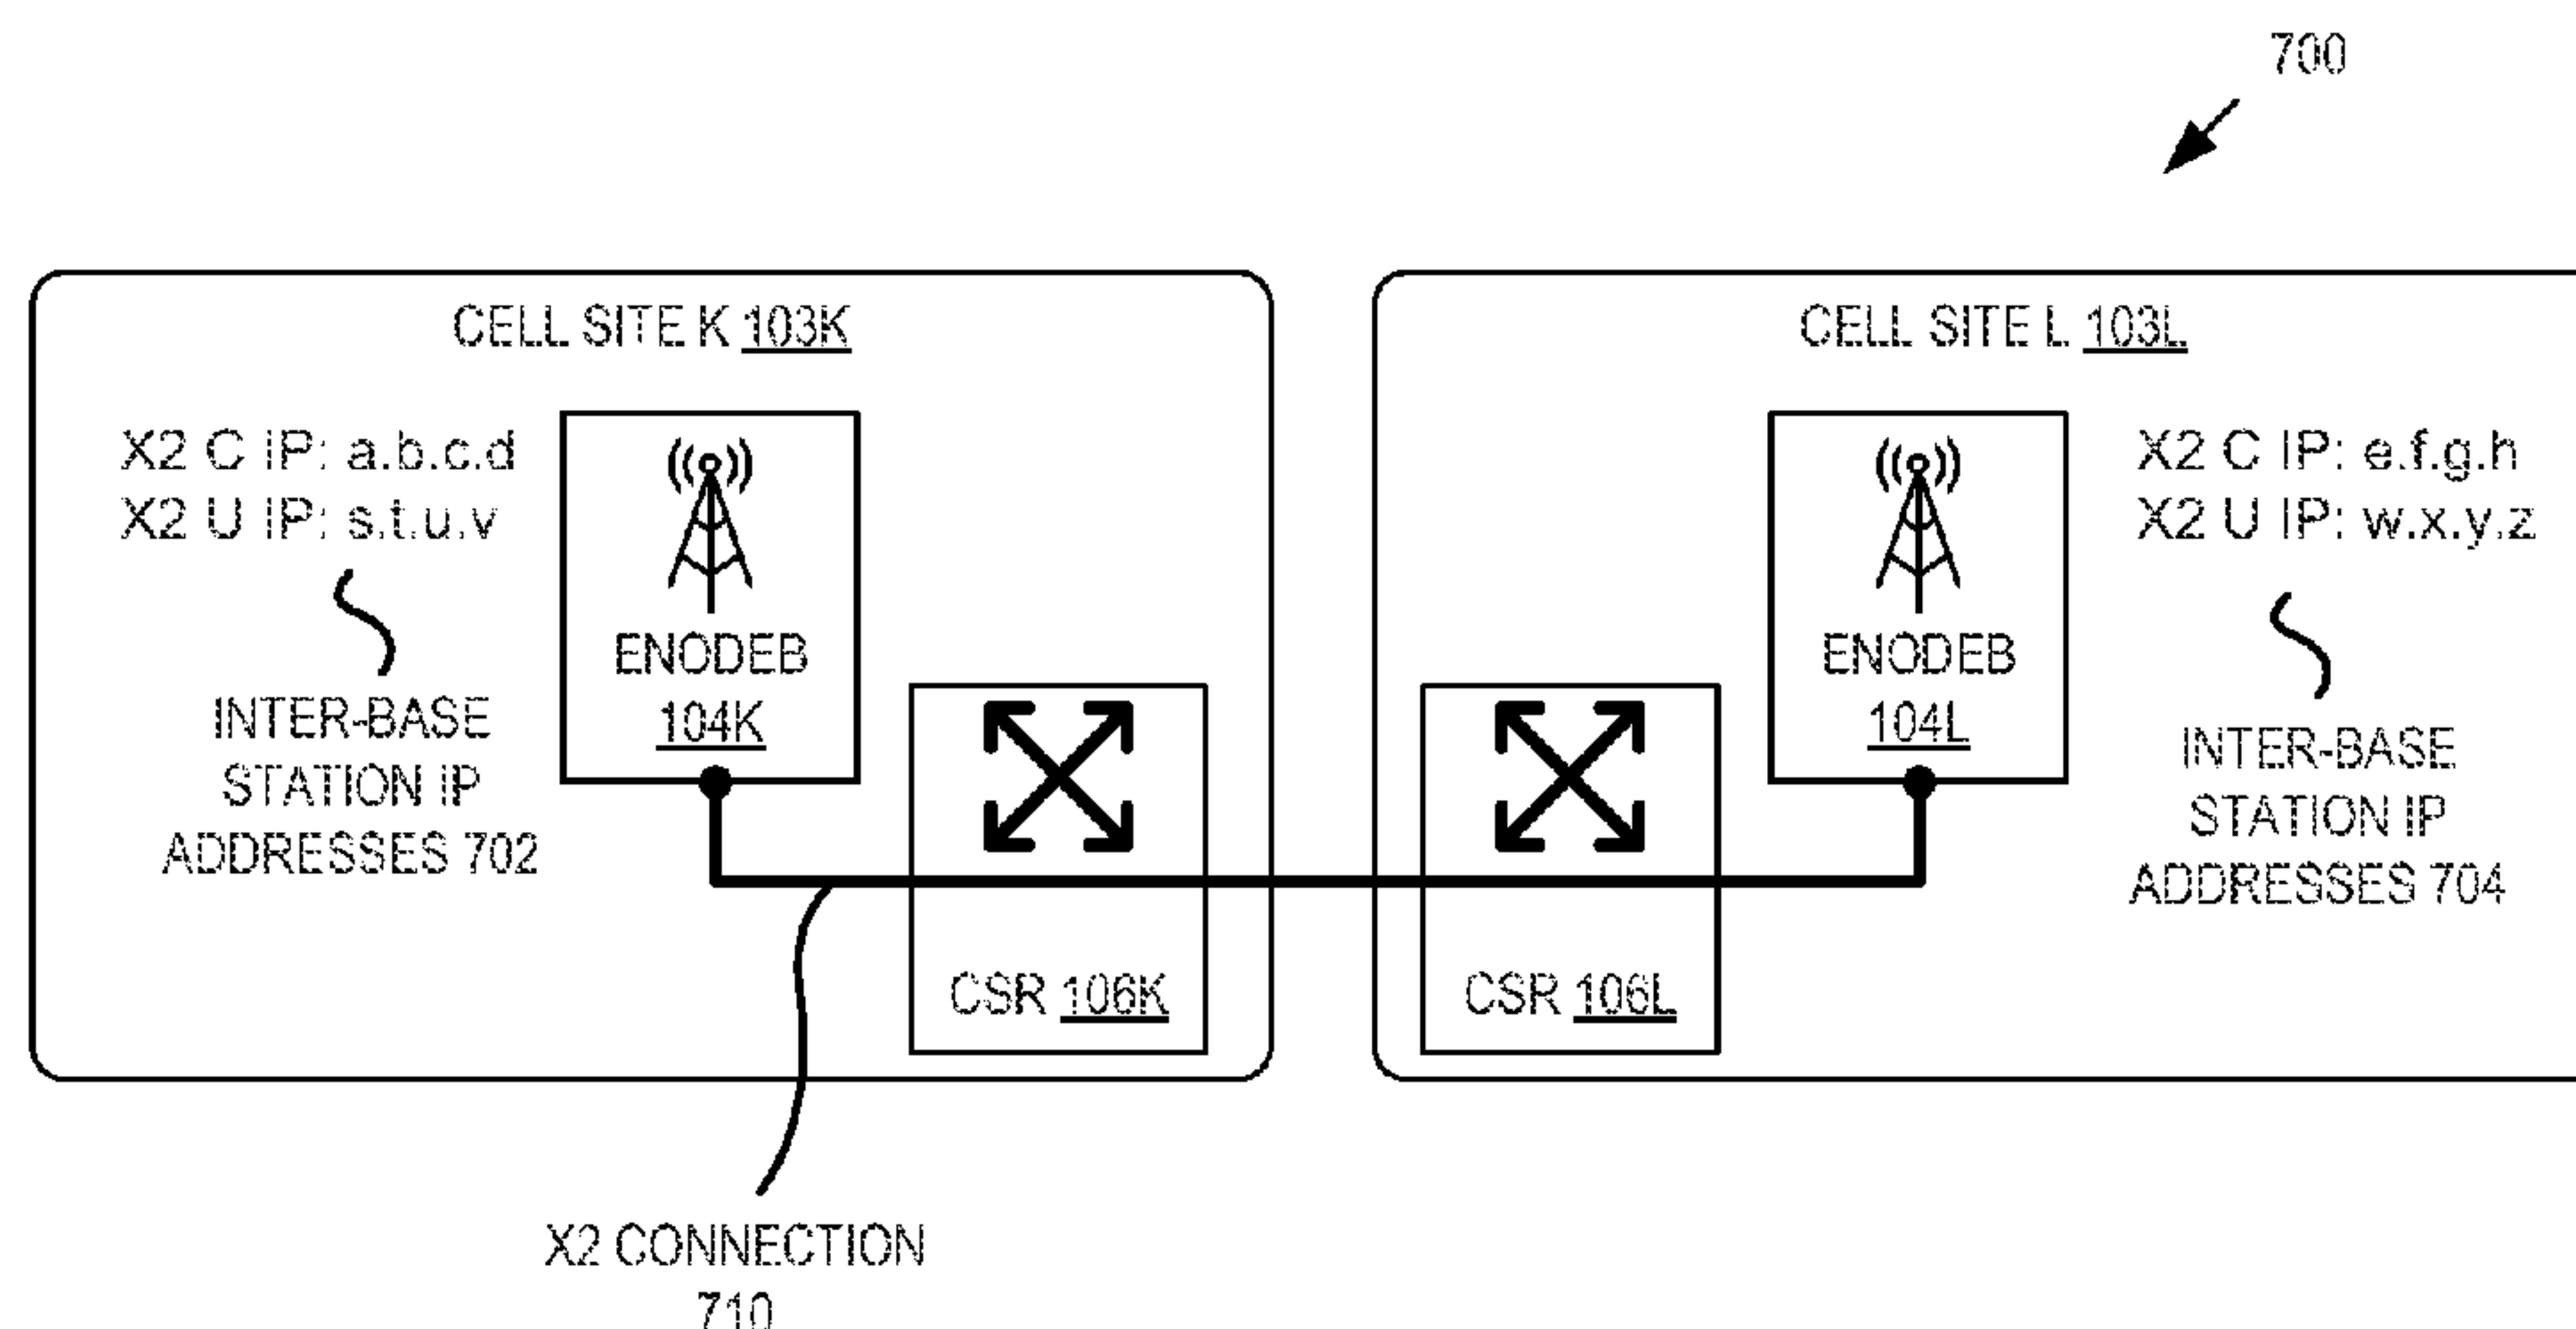 700
CELL SITE K 103K
X2 C IP: a.b.c.d
X2 U IP: s.t.u.v
INTER-BASE
STATION IP
ADDRESSES 702
ENODEB
104K
CSR 106K
CELL SITE L 103L
ENODEB
104L
X2 C IP: e.f.g.h
X2 U IP: w.x.y.z
INTER-BASE
STATION IP
ADDRESSES 704
CSR 106L
X2 CONNECTION
710